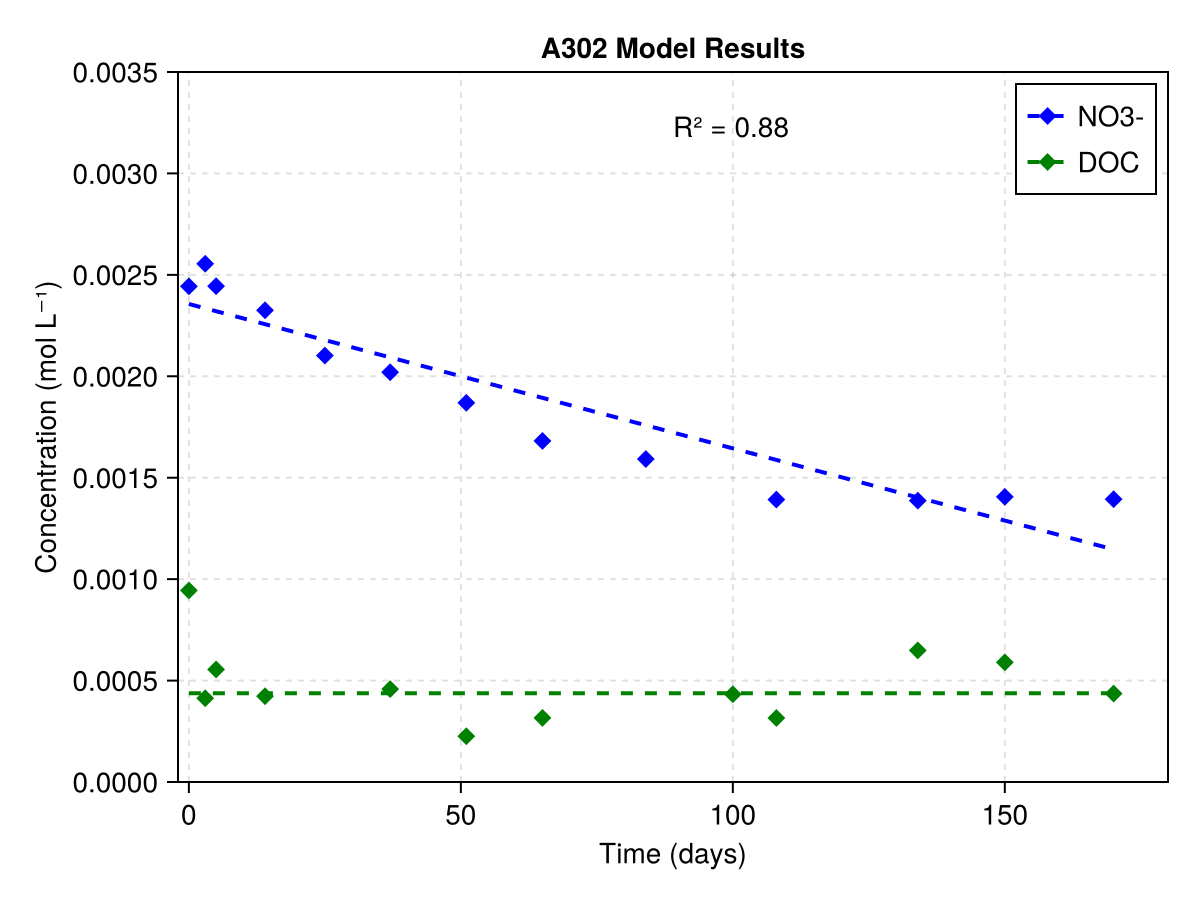 A302 Model Results
R² = 0.88
NO3-
DOC
Concentration (mol L⁻¹)
0.0035
0.0030
0.0025
0.0020
0.0015
0.0010
0.0005
0.0000
0 50 100 150
Time (days)